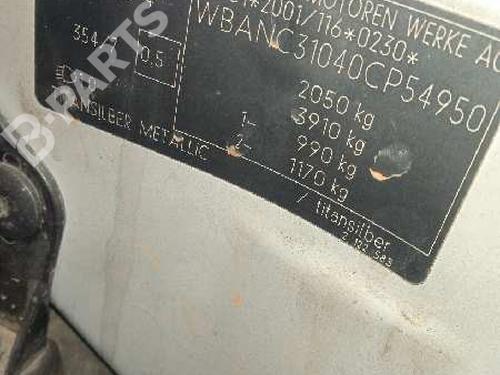 MOTOREN WERKE AG
1*2001/116*0230*
WBANC31040CP54950
354
0.5
2050 kg
1- 3910 kg
2- 990 kg
1170 kg
TITANSILBER METALLIC
/ titansilber
B-PARTS